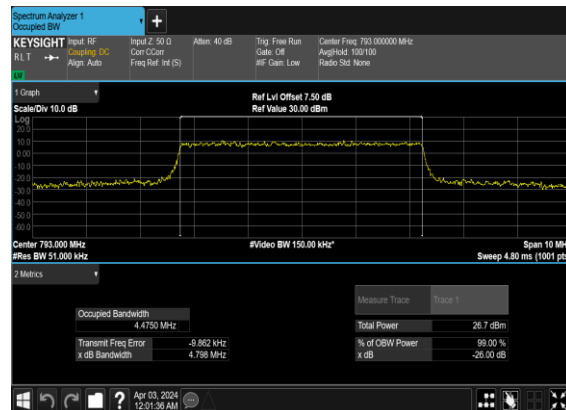 Spectrum Analyzer 1
Occupied BW
KEYSIGHT
Input: RF
Input Z: 50 Ω
Atten: 40 dB
Trig: Free Run
Center Freq: 793.000000 MHz
RLT
Coupling: DC
Corr CCorr
Gate: Off
Avg|Hold: 100/100
Align: Auto
Freq Ref: Int (S)
#IF Gain: Low
Radio Std: None
LW
1 Graph
Ref Lvl Offset 7.50 dB
Scale/Div 10.0 dB
Ref Value 30.00 dBm
Log
20.0
10.0
0.00
-10.0
-20.0
-30.0
-40.0
-50.0
-60.0
Center 793.000 MHz
#Video BW 150.00 kHz*
Span 10 MH
#Res BW 51.000 kHz
Sweep 4.80 ms (1001 pts
2 Metrics
Measure Trace
Trace 1
Occupied Bandwidth
4.4750 MHz
Total Power
26.7 dBm
Transmit Freq Error
-9.862 kHz
% of OBW Power
99.00 %
x dB Bandwidth
4.798 MHz
x dB
-26.00 dB
?
Apr 03, 2024
12:01:36 AM